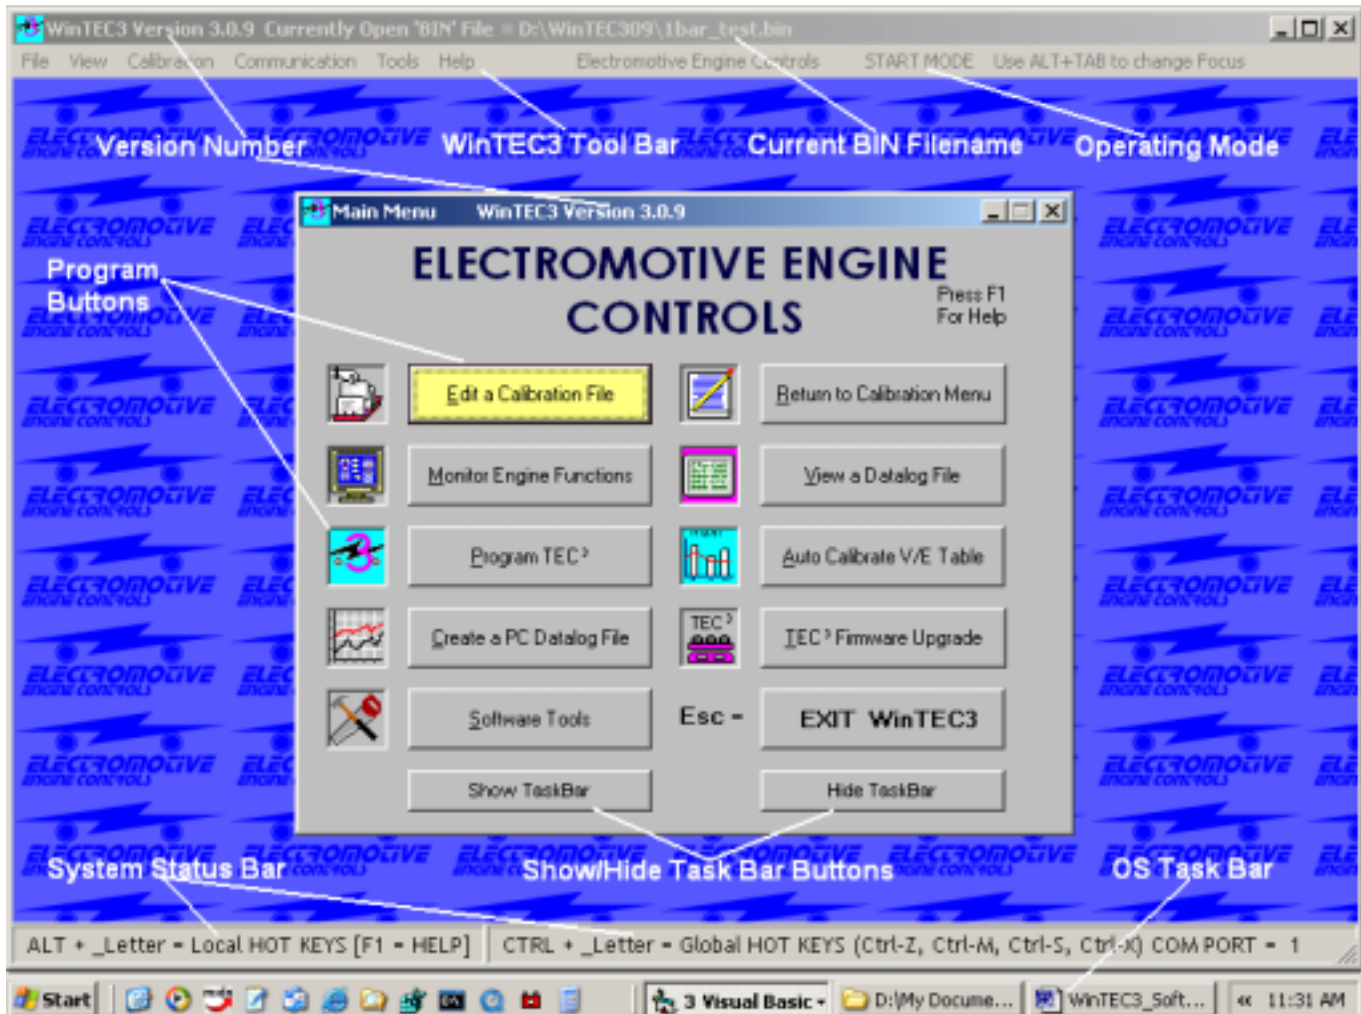 WinTEC3 Version 3.0.9 Currently Open 'BIN' File = D:\WinTEC309\1bar_test.bin
File View Calibration Communication Tools Help Electromotive Engine Controls START MODE Use ALT+TAB to change Focus
Version Number
WinTEC3 Tool Bar
Current BIN Filename
Operating Mode
ELECTROMOTIVE
ENGINE CONTROLS
Main Menu WinTEC3 Version 3.0.9
ELECTROMOTIVE ENGINE
CONTROLS
Press F1
For Help
Program
Buttons
Edit a Calibration File
Return to Calibration Menu
Monitor Engine Functions
View a Datalog File
3
Program TEC³
Auto Calibrate V/E Table
Create a PC Datalog File
TEC³
TEC³ Firmware Upgrade
Software Tools
Esc =
EXIT WinTEC3
Show TaskBar
Hide TaskBar
System Status Bar
Show/Hide Task Bar Buttons
OS Task Bar
ALT + _Letter = Local HOT KEYS [F1 = HELP]
CTRL + _Letter = Global HOT KEYS (Ctrl-Z, Ctrl-M, Ctrl-S, Ctrl-X) COM PORT = 1
Start
3 Visual Basic
D:\My Docume...
WinTEC3_Soft...
11:31 AM